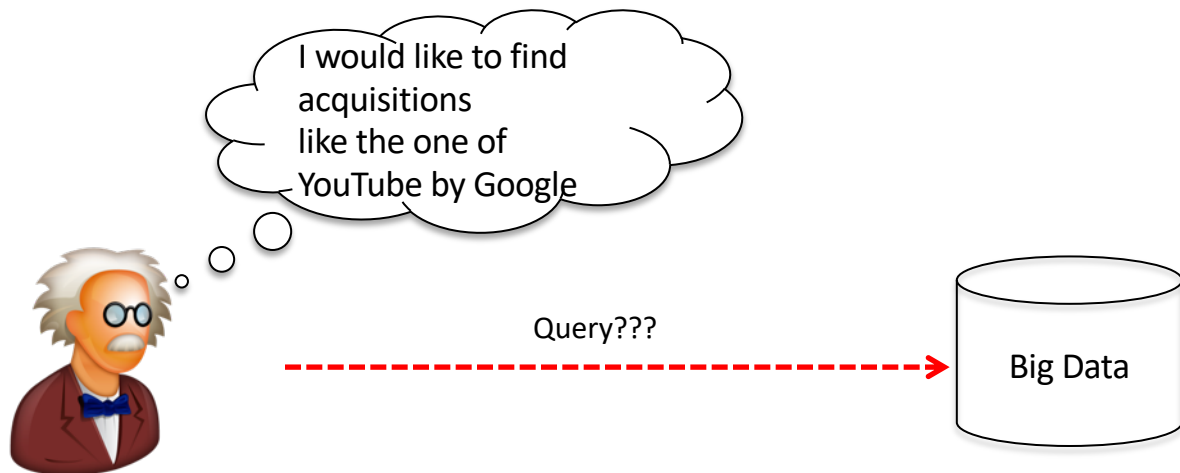 I would like to find
acquisitions
like the one of
YouTube by Google
Query???
Big Data